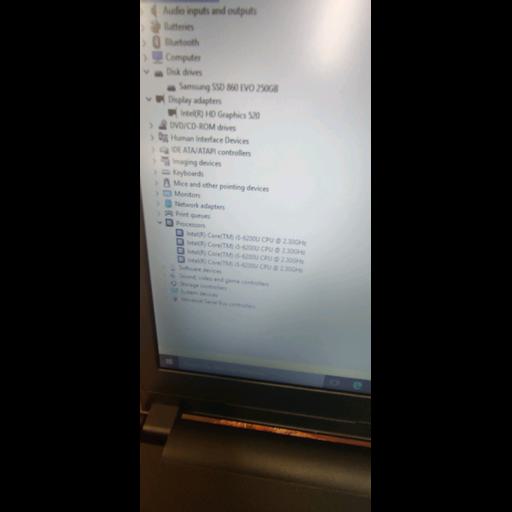 Audio inputs and outputs
Batteries
Bluetooth
Computer
Disk drives
Samsung SSD 860 EVO 250GB
Display adapters
Intel(R) HD Graphics 520
DVD/CD-ROM drives
Human Interface Devices
IDE ATA/ATAPI controllers
Imaging devices
Keyboards
Mice and other pointing devices
Monitors
Network adapters
Print queues
Processors
Intel(R) Core(TM) i5-6200U CPU @ 2.30GHz
Intel(R) Core(TM) i5-6200U CPU @ 2.30GHz
Intel(R) Core(TM) i5-6200U CPU @ 2.30GHz
Intel(R) Core(TM) i5-6200U CPU @ 2.30GHz
Software devices
Sound, video and game controllers
Storage controllers
System devices
Universal Serial Bus controllers